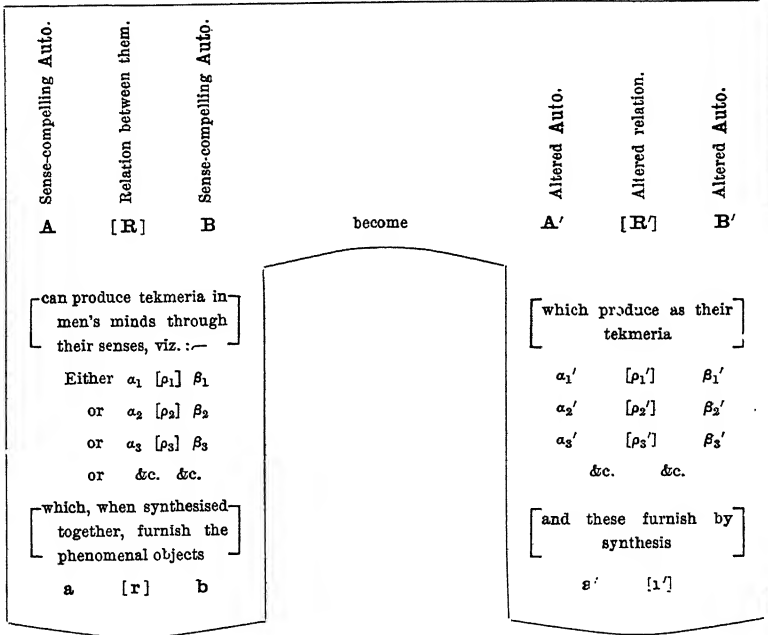 Sense-compelling Auto.
Relation between them.
Sense-compelling Auto.
Altered Auto.
Altered relation.
Altered Auto.
A [R] B become A′ [R′] B′
can produce tekmeria in
men's minds through
their senses, viz. :—
Either α₁ [ρ₁] β₁
or α₂ [ρ₂] β₂
or α₃ [ρ₃] β₃
or &c. &c.
which, when synthesised
together, furnish the
phenomenal objects
a [r] b
which produce as their
tekmeria
α₁′ [ρ₁′] β₁′
α₂′ [ρ₂′] β₂′
α₃′ [ρ₃′] β₃′
&c. &c.
and these furnish by
synthesis